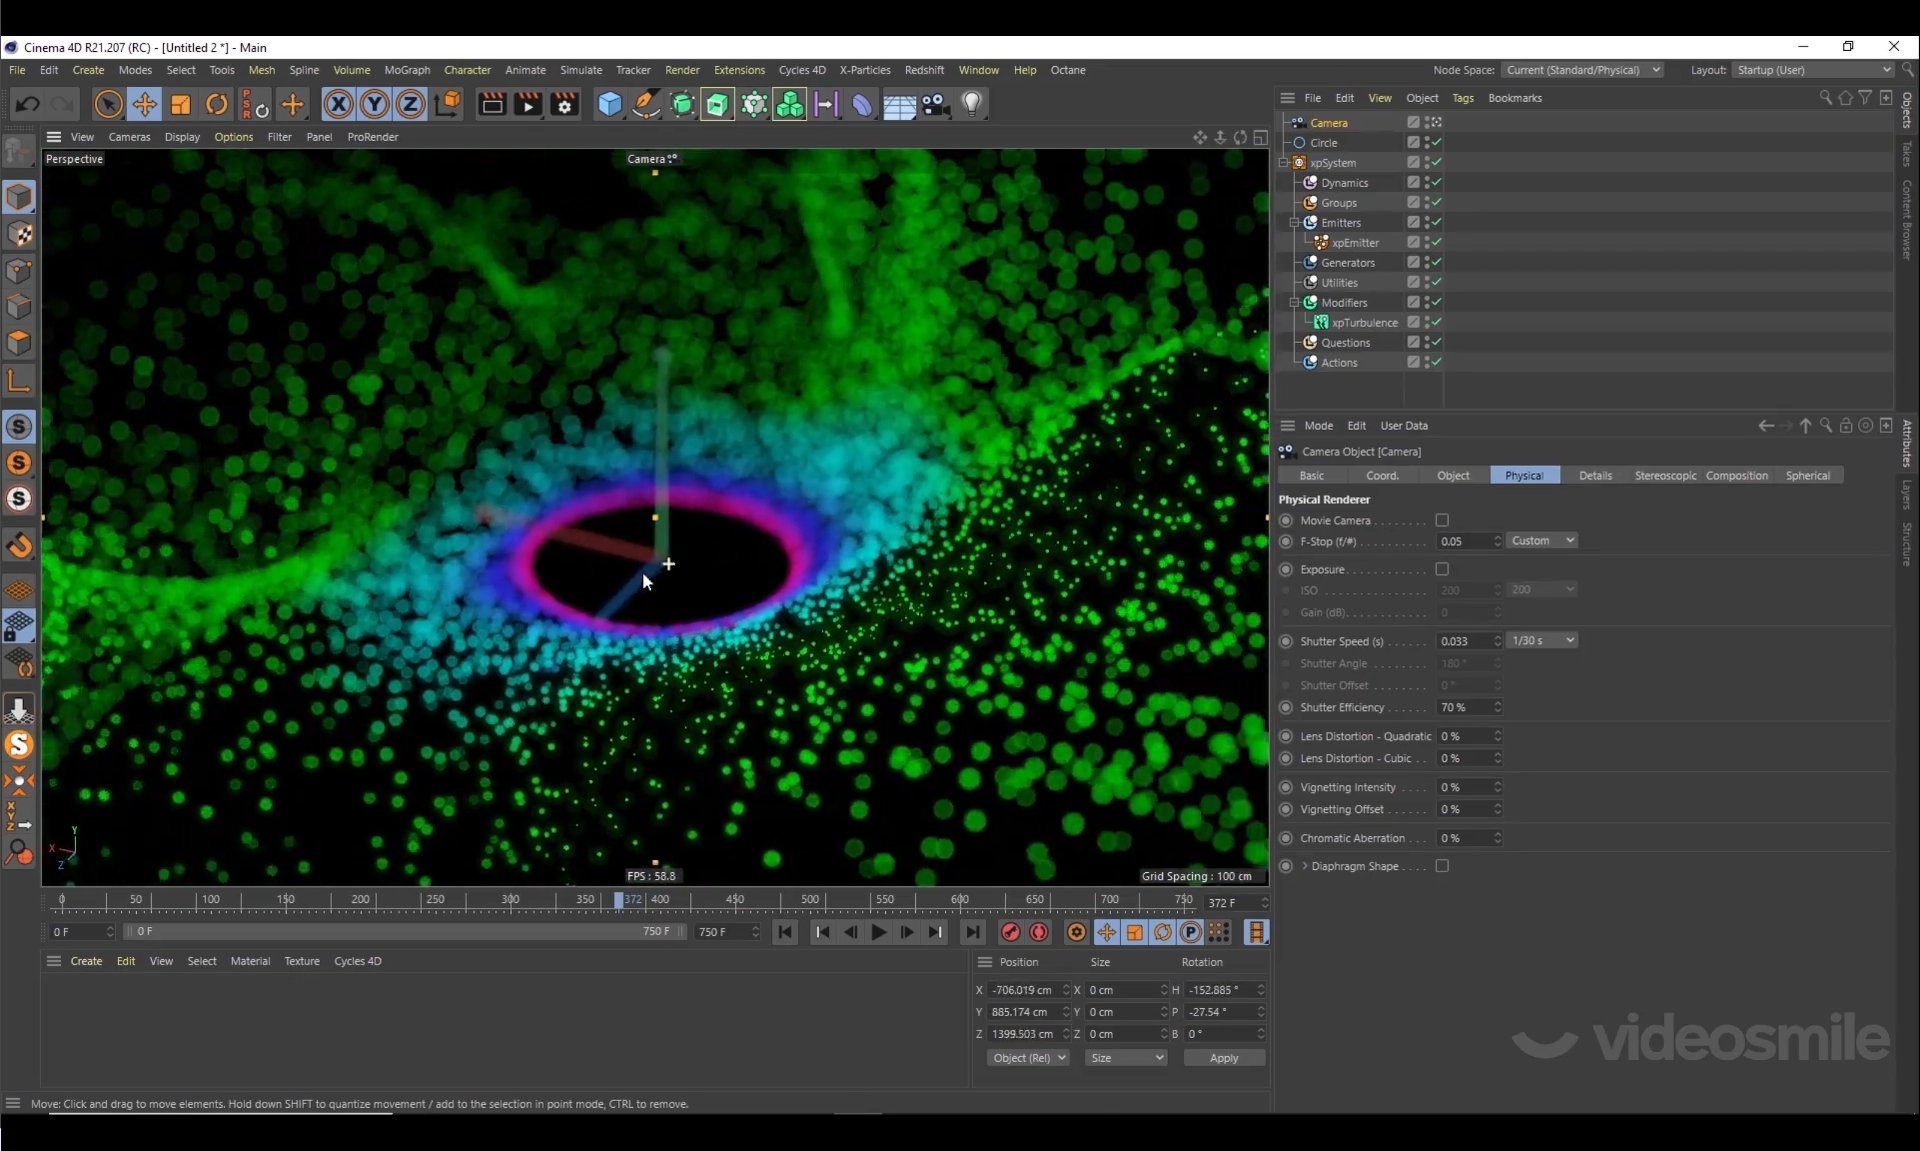 Cinema 4D R21.207 (RC) - [Untitled 2 *] - Main
File Edit Create Modes Select Tools Mesh Spline Volume MoGraph Character Animate Simulate Tracker Render Extensions Cycles 4D X-Particles Redshift Window Help Octane
Node Space: Current (Standard/Physical) Layout: Startup (User)
PSR X Y Z
File Edit View Object Tags Bookmarks
View Cameras Display Options Filter Panel ProRender
Perspective
Camera
Camera
Circle
xpSystem
Dynamics
Groups
Emitters
xpEmitter
Generators
Utilities
Modifiers
xpTurbulence
Questions
Actions
Objects
Takes
Content Browser
Attributes
Layers
Structure
Mode Edit User Data
Camera Object [Camera]
Basic Coord. Object Physical Details Stereoscopic Composition Spherical
Physical Renderer
Movie Camera
F-Stop (f/#) 0.05 Custom
Exposure
ISO 200 200
Gain (dB) 0
Shutter Speed (s) 0.033 1/30 s
Shutter Angle 180 °
Shutter Offset 0 °
Shutter Efficiency 70 %
Lens Distortion - Quadratic 0 %
Lens Distortion - Cubic 0 %
Vignetting Intensity 0 %
Vignetting Offset 0 %
Chromatic Aberration 0 %
Diaphragm Shape
S
S
S
S
X
Y
Z
Y
X
Z
FPS : 58.8
Grid Spacing : 100 cm
0 50 100 150 200 250 300 350 372 400 450 500 550 600 650 700 750 372 F
0 F 0 F 750 F 750 F P
Create Edit View Select Material Texture Cycles 4D
Position Size Rotation
X -706.019 cm X 0 cm H -152.885 °
Y 885.174 cm Y 0 cm P -27.54 °
Z 1399.503 cm Z 0 cm B 0 °
Object (Rel) Size Apply
videosmile
Move: Click and drag to move elements. Hold down SHIFT to quantize movement / add to the selection in point mode, CTRL to remove.